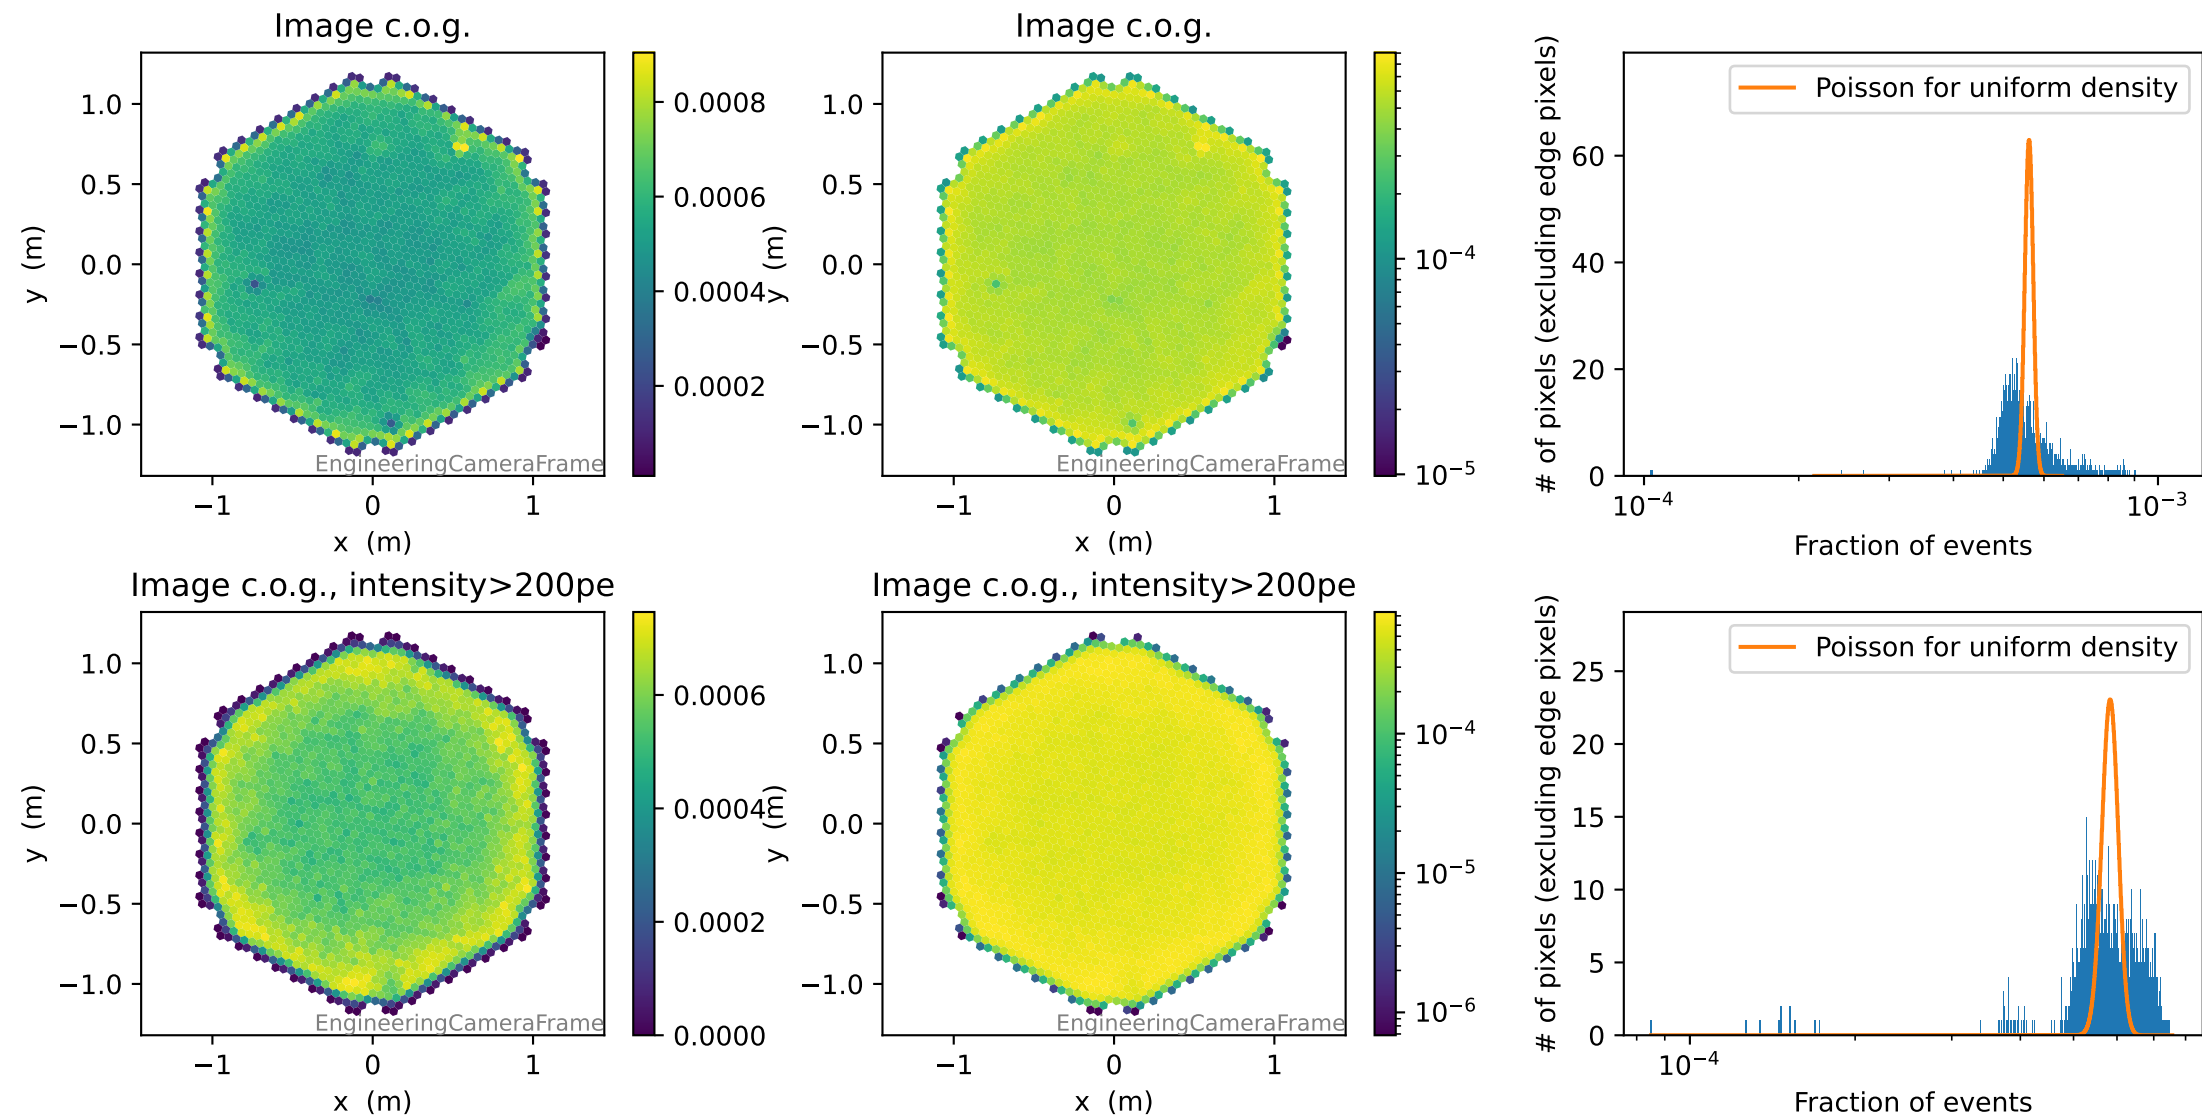 Image c.o.g.
1.0
0.5
0.0
−0.5
−1.0
y (m)
−1
0
1
x (m)
EngineeringCameraFrame
0.0008
0.0006
0.0004
0.0002
Image c.o.g.
1.0
0.5
0.0
−0.5
−1.0
y (m)
−1
0
1
x (m)
EngineeringCameraFrame
10⁻⁴
10⁻⁵
# of pixels (excluding edge pixels)
60
40
20
0
10⁻⁴
10⁻³
Fraction of events
Poisson for uniform density
Image c.o.g., intensity>200pe
1.0
0.5
0.0
−0.5
−1.0
y (m)
−1
0
1
x (m)
EngineeringCameraFrame
0.0006
0.0004
0.0002
0.0000
Image c.o.g., intensity>200pe
1.0
0.5
0.0
−0.5
−1.0
y (m)
−1
0
1
x (m)
EngineeringCameraFrame
10⁻⁴
10⁻⁵
10⁻⁶
# of pixels (excluding edge pixels)
25
20
15
10
5
0
10⁻⁴
Fraction of events
Poisson for uniform density